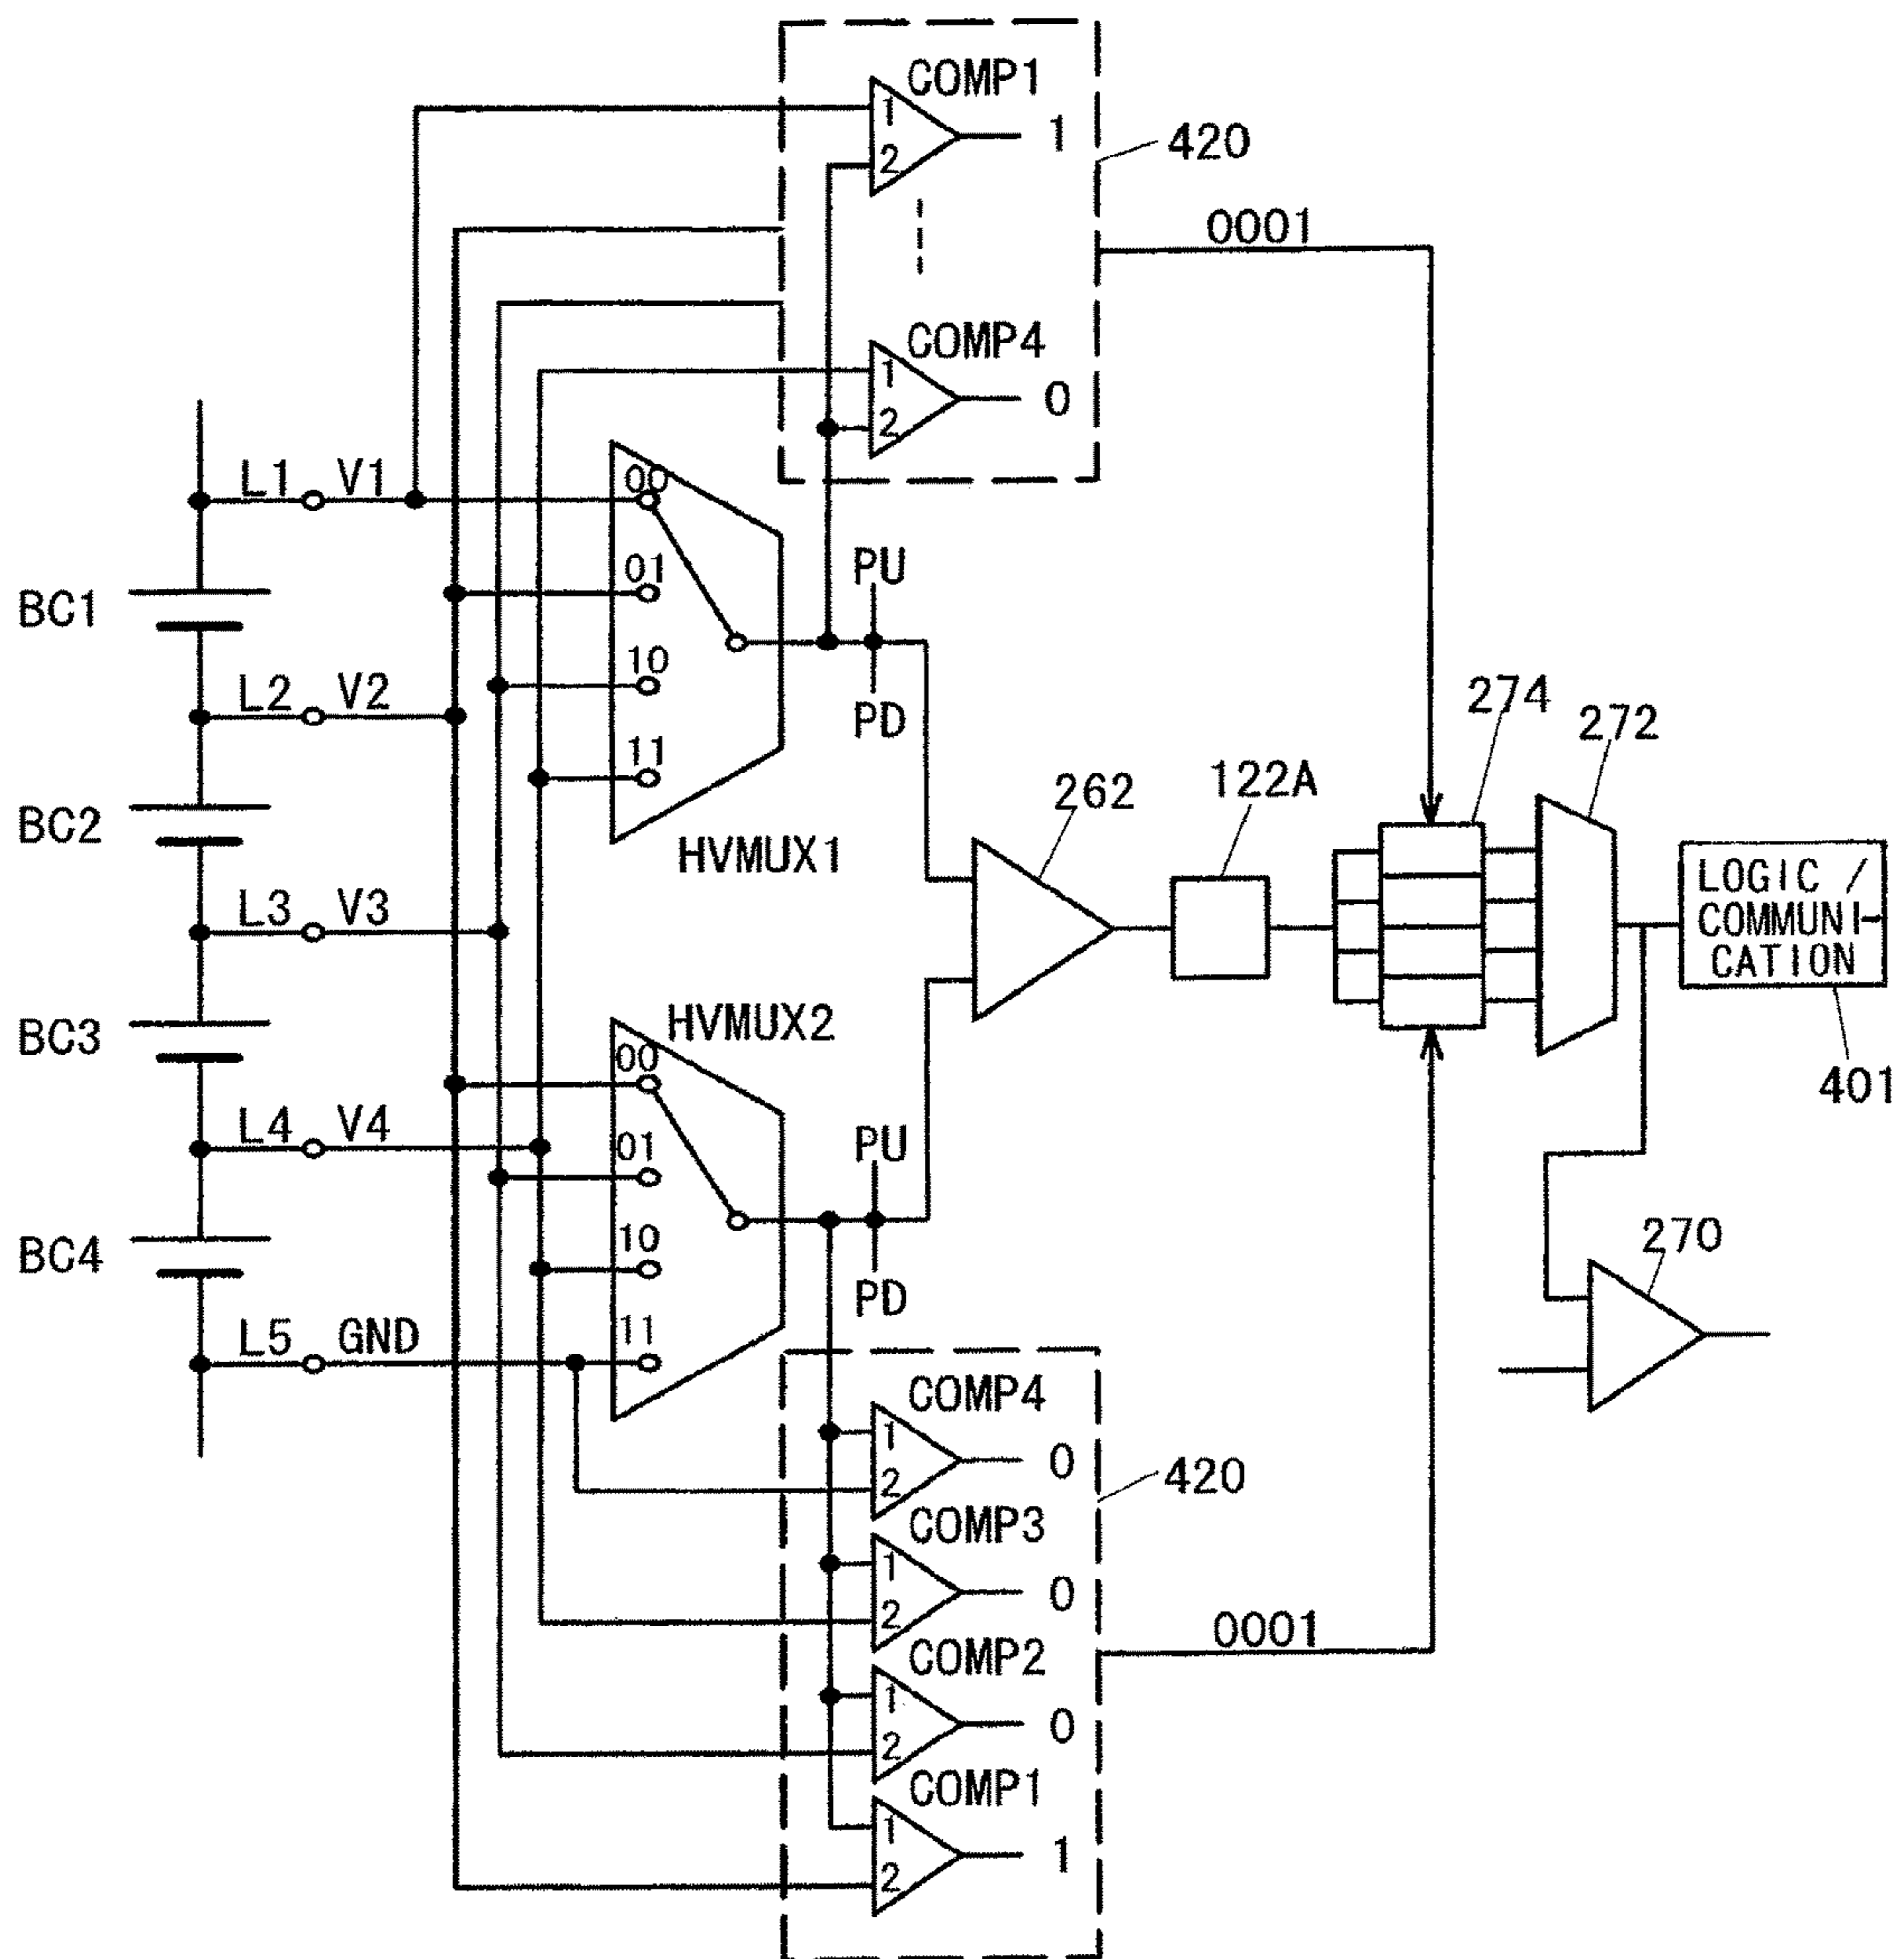 COMP1
1
2
1
420
0001
COMP4
1
2
0
L1 V1
00
01
10
11
PU
PD
HVMUX1
BC1
L2 V2
BC2
L3 V3
BC3
L4 V4
BC4
L5 GND
262
122A
274
272
LOGIC /
COMMUNI-
CATION
401
270
HVMUX2
00
01
10
11
PU
PD
COMP4
1
2
0
COMP3
1
2
0
COMP2
1
2
0
COMP1
1
2
1
420
0001